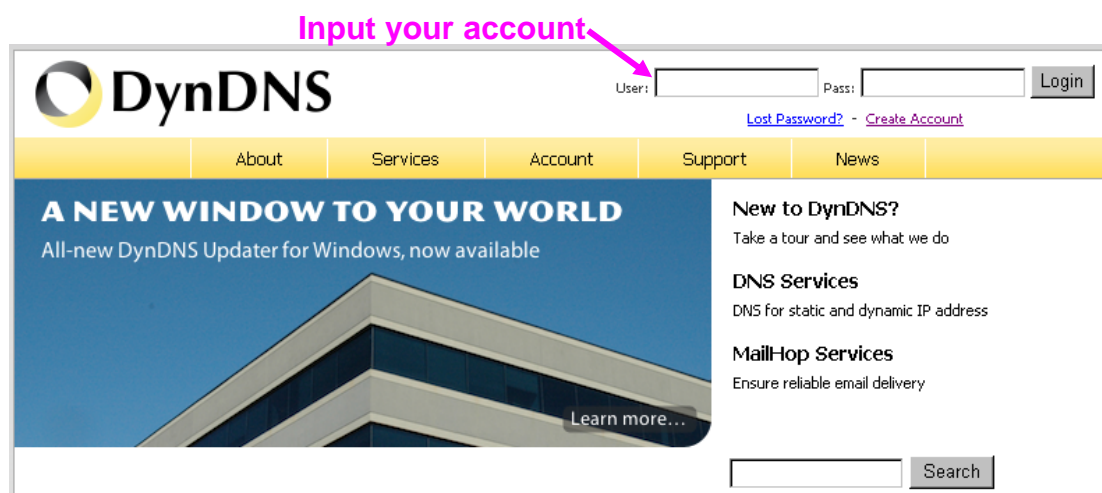 Input your account
DynDNS
User:
Pass:
Login
Lost Password? - Create Account
About Services Account Support News
A NEW WINDOW TO YOUR WORLD
All-new DynDNS Updater for Windows, now available
Learn more...
New to DynDNS?
Take a tour and see what we do
DNS Services
DNS for static and dynamic IP address
MailHop Services
Ensure reliable email delivery
Search